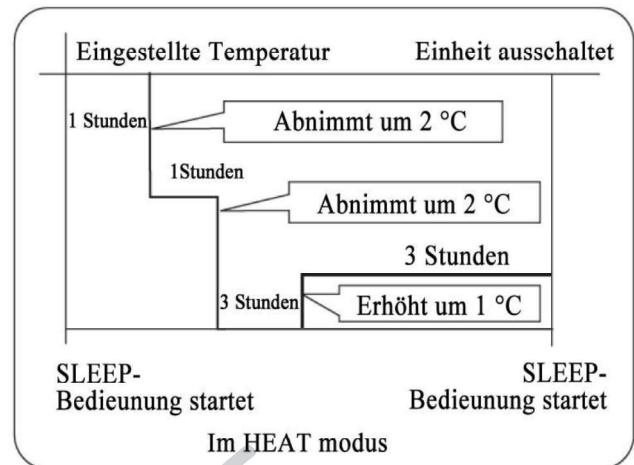 Eingestellte Temperatur
Einheit ausschaltet
1 Stunden
Abnimmt um 2 °C
1Stunden
Abnimmt um 2 °C
3 Stunden
3 Stunden
Erhöht um 1 °C
SLEEP-
Bedieunung startet
SLEEP-
Bedieunung startet
Im HEAT modus